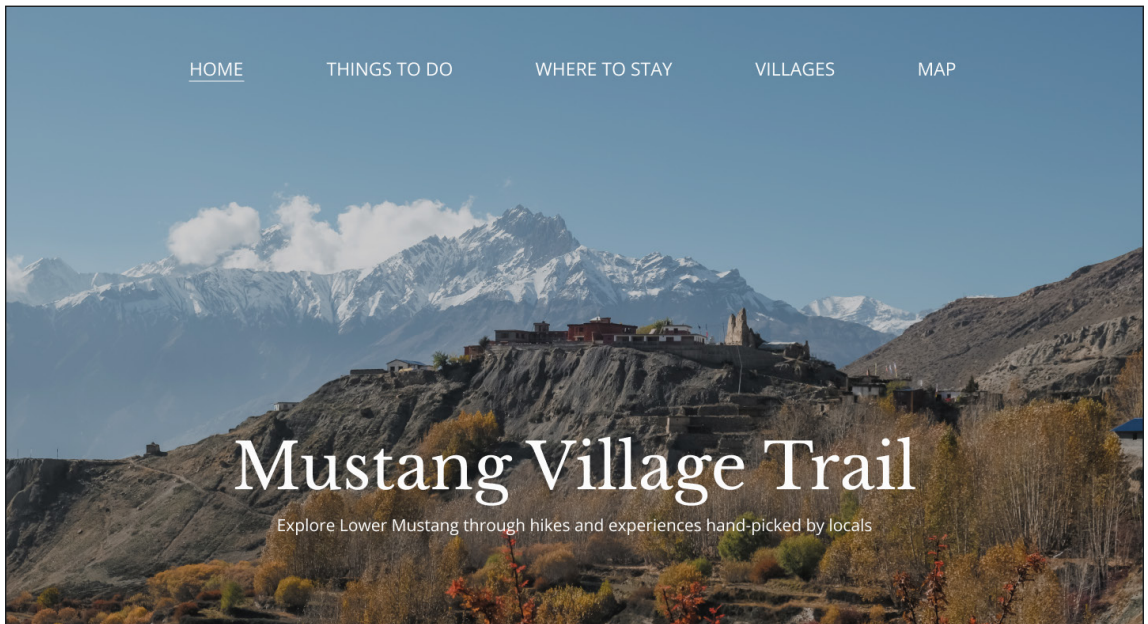 HOME THINGS TO DO WHERE TO STAY VILLAGES MAP
Mustang Village Trail
Explore Lower Mustang through hikes and experiences hand-picked by locals